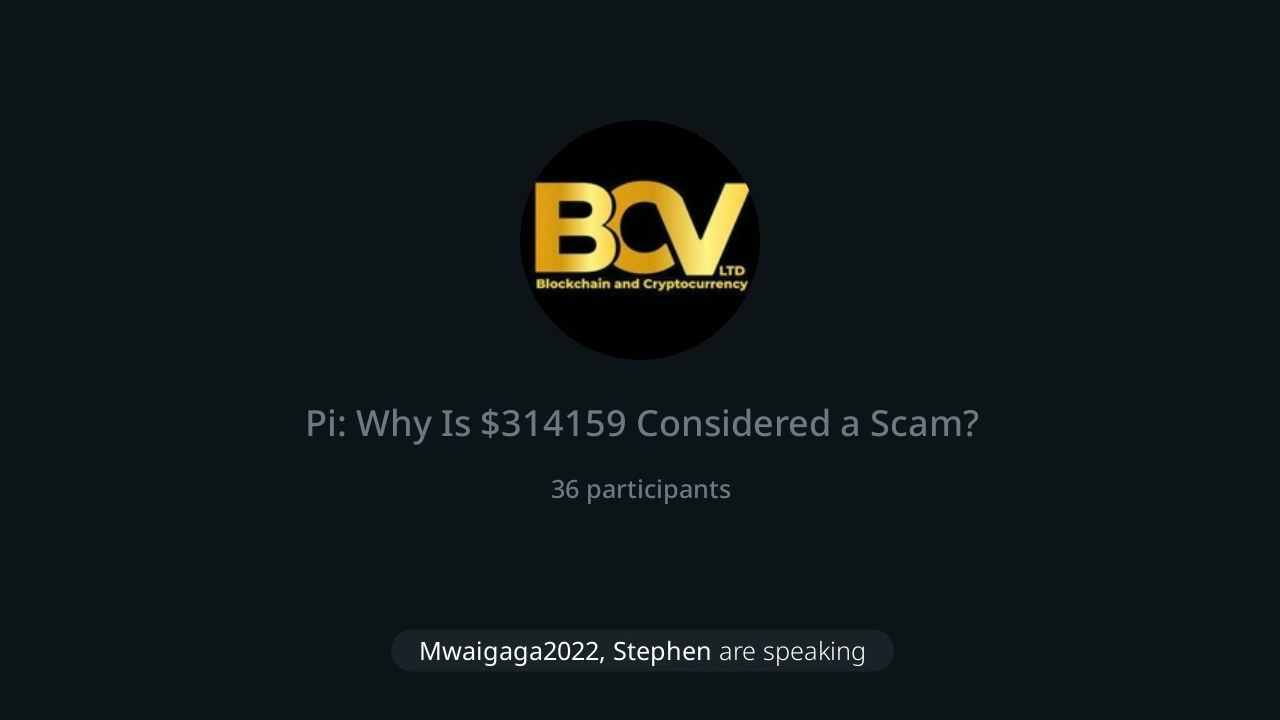 BCV
LTD
Blockchain and Cryptocurrency
Pi: Why Is $314159 Considered a Scam?
36 participants
Mwaigaga2022, Stephen are speaking